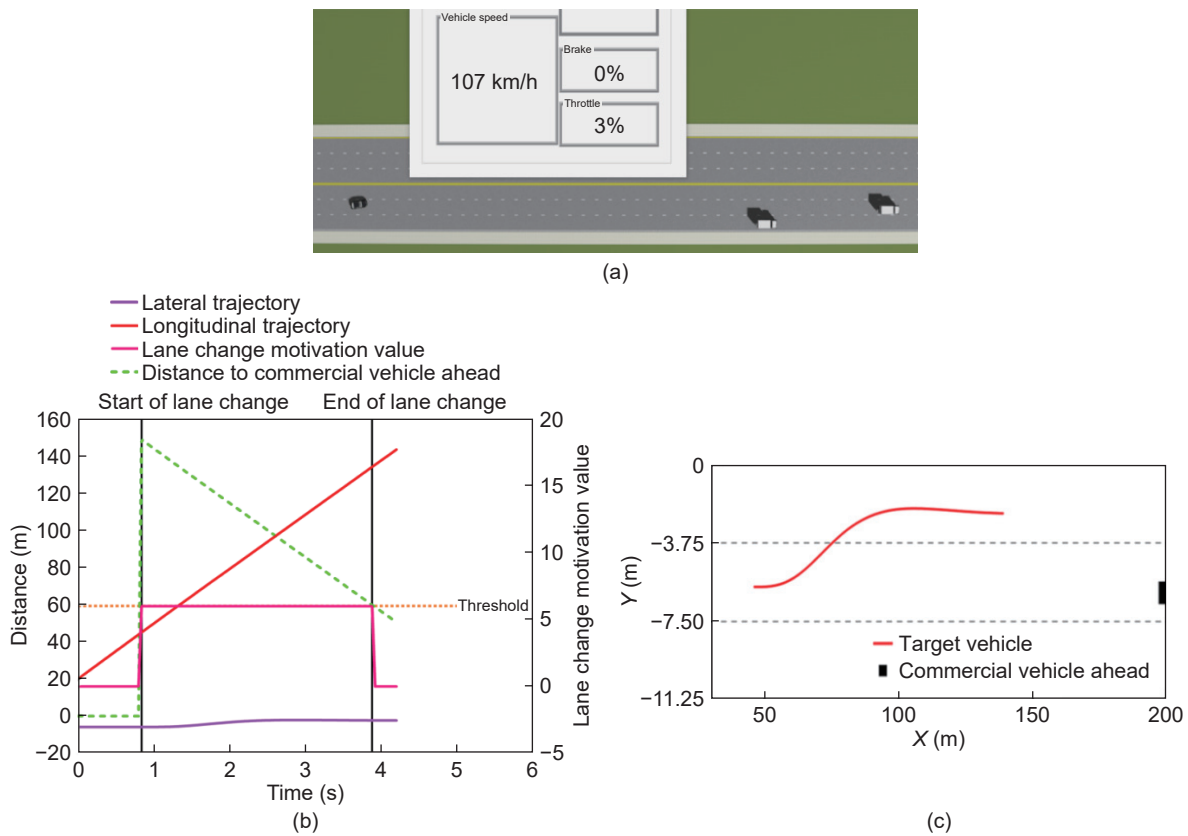 Vehicle speed
107 km/h
Brake
0%
Throttle
3%
(a)
Lateral trajectory
Longitudinal trajectory
Lane change motivation value
Distance to commercial vehicle ahead
Start of lane change
End of lane change
160
140
120
100
80
60
40
20
0
−20
Distance (m)
20
15
10
5
0
−5
Lane change motivation value
Threshold
0
1
2
3
4
5
6
Time (s)
(b)
0
−3.75
−7.50
−11.25
Y (m)
Target vehicle
Commercial vehicle ahead
50
100
150
200
X (m)
(c)